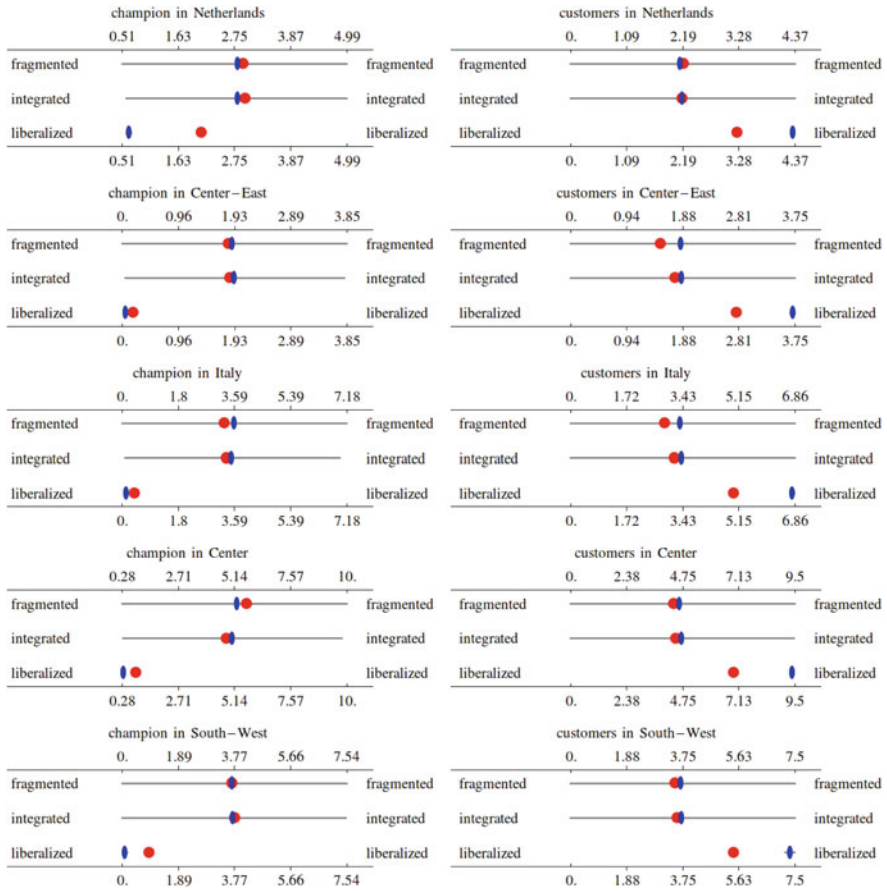 champion in Netherlands customers in Netherlands
0.51 1.63 2.75 3.87 4.99 0. 1.09 2.19 3.28 4.37
fragmented fragmented fragmented fragmented
integrated integrated integrated integrated
liberalized liberalized liberalized liberalized
0.51 1.63 2.75 3.87 4.99 0. 1.09 2.19 3.28 4.37
champion in Center-East customers in Center-East
0. 0.96 1.93 2.89 3.85 0. 0.94 1.88 2.81 3.75
fragmented fragmented fragmented fragmented
integrated integrated integrated integrated
liberalized liberalized liberalized liberalized
0. 0.96 1.93 2.89 3.85 0. 0.94 1.88 2.81 3.75
champion in Italy customers in Italy
0. 1.8 3.59 5.39 7.18 0. 1.72 3.43 5.15 6.86
fragmented fragmented fragmented fragmented
integrated integrated integrated integrated
liberalized liberalized liberalized liberalized
0. 1.8 3.59 5.39 7.18 0. 1.72 3.43 5.15 6.86
champion in Center customers in Center
0.28 2.71 5.14 7.57 10. 0. 2.38 4.75 7.13 9.5
fragmented fragmented fragmented fragmented
integrated integrated integrated integrated
liberalized liberalized liberalized liberalized
0.28 2.71 5.14 7.57 10. 0. 2.38 4.75 7.13 9.5
champion in South-West customers in South-West
0. 1.89 3.77 5.66 7.54 0. 1.88 3.75 5.63 7.5
fragmented fragmented fragmented fragmented
integrated integrated integrated integrated
liberalized liberalized liberalized liberalized
0. 1.89 3.77 5.66 7.54 0. 1.88 3.75 5.63 7.5